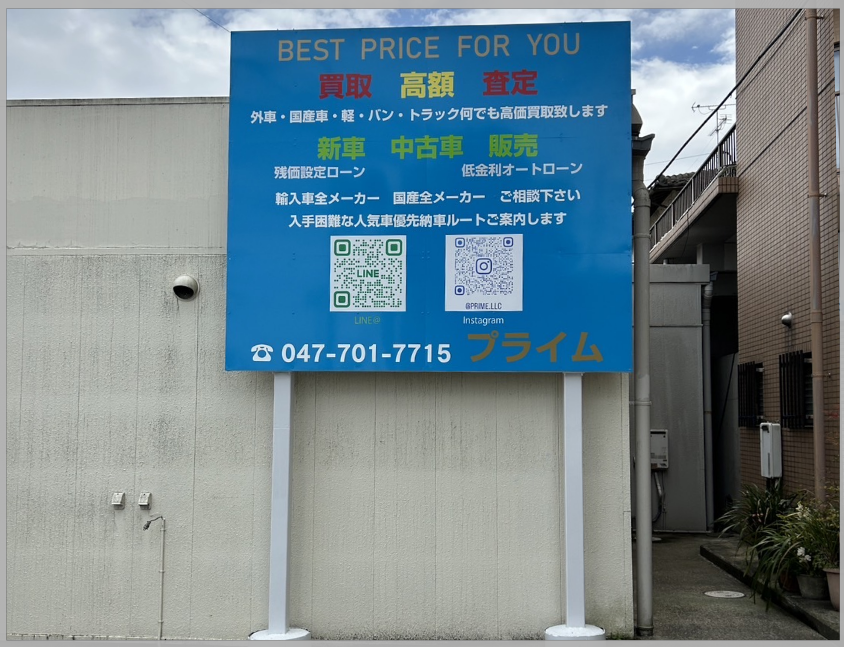 BEST PRICE FOR YOU
買取 高額 査定
外車・国産車・軽・バン・トラック何でも高価買取致します
新車 中古車 販売
残価設定ローン 低金利オートローン
輸入車全メーカー 国産全メーカー ご相談下さい
入手困難な人気車優先納車ルートご案内します
LINE
@PRIME.LLC
LINE@ Instagram
☎ 047-701-7715 プライム